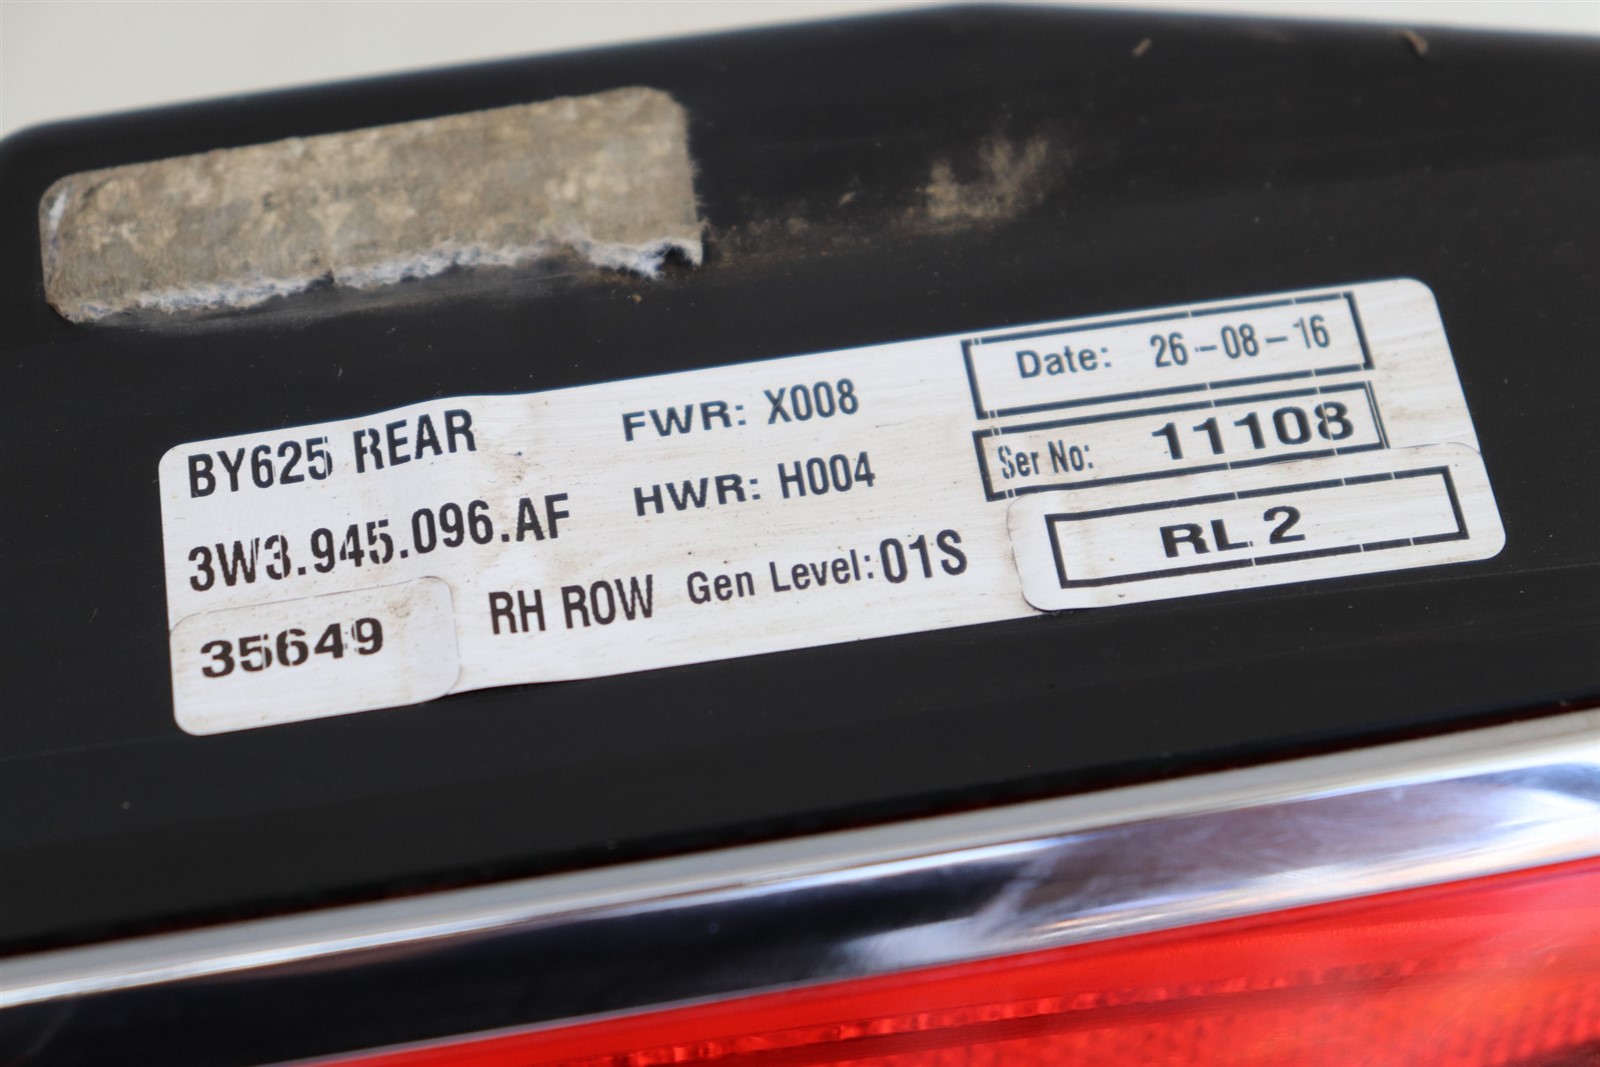 BY625 REAR FWR: X008 Date: 26-08-16
3W3.945.096.AF HWR: H004 Ser No: 11108
35649 RH ROW Gen Level: 01S RL 2